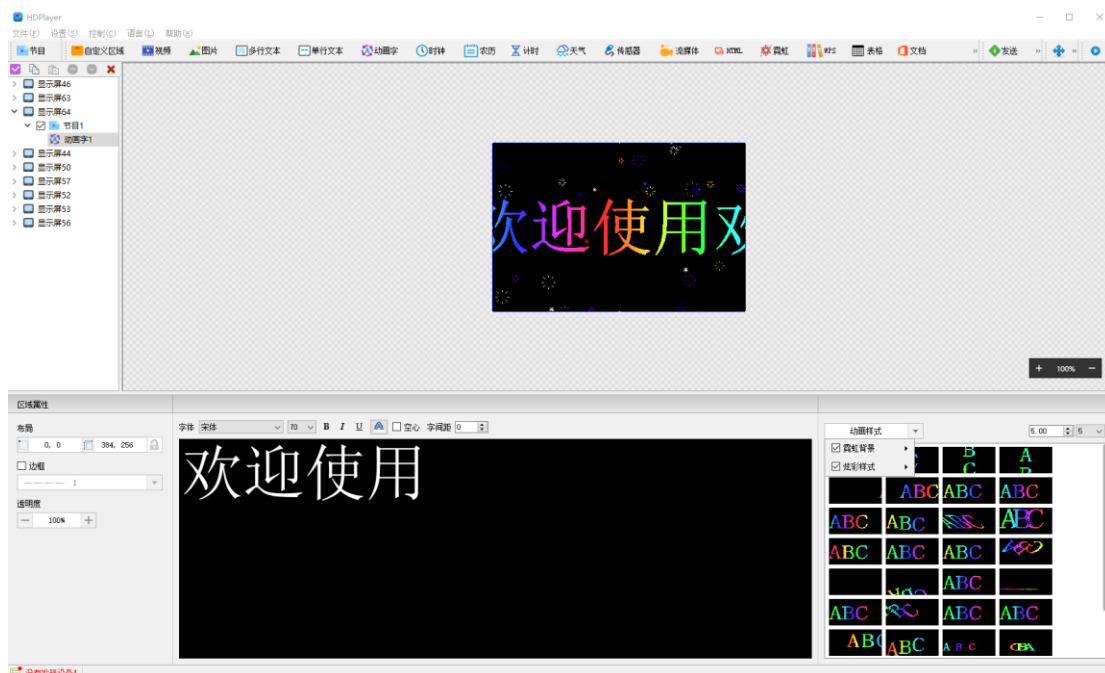 HDPlayer
文件(F) 设置(S) 控制(C) 语言(L) 帮助(H)
节目 自定义区域 视频 图片 多行文本 单行文本 动画字 时钟 农历 计时 天气 传感器 流媒体 HTML 霓虹 WPS 表格 文档 » 发送 » »
显示屏46
显示屏63
显示屏64
节目1
动画字1
显示屏44
显示屏50
显示屏57
显示屏52
显示屏53
显示屏56
欢迎使用欢
+ 100% −
区域属性
布局
0, 0 384, 256
边框
1
透明度
— 100% +
字体 宋体 70 B I U A 空心 字间距 0
欢迎使用
动画样式 5.00 5
霓虹背景
炫彩样式
B A
C B
ABC ABC ABC
ABC ABC ABC
ABC ABC ABC
ABC
ABC ABC ABC
ABC ABC A B C CBA
没有发现设备!